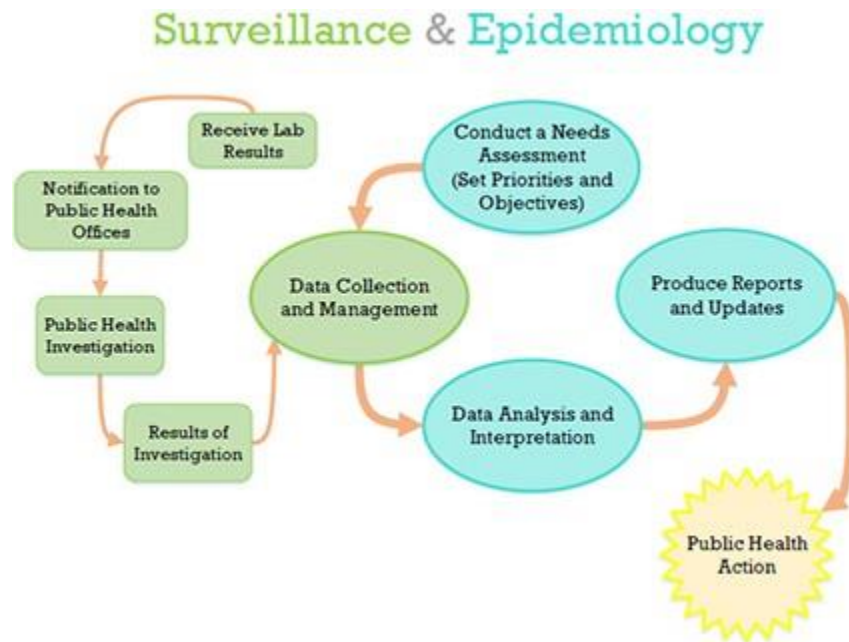 Surveillance & Epidemiology
Receive Lab
Results
Notification to
Public Health
Offices
Public Health
Investigation
Results of
Investigation
Conduct a Needs
Assessment
(Set Priorities and
Objectives)
Data Collection
and Management
Data Analysis and
Interpretation
Produce Reports
and Updates
Public Health
Action